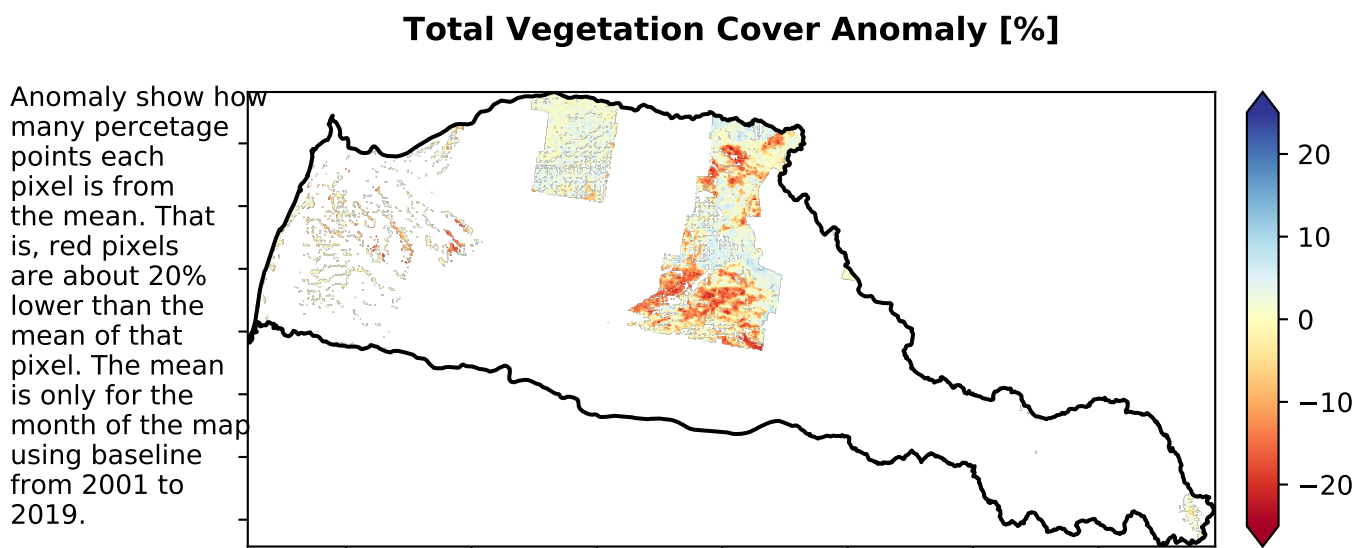 Total Vegetation Cover Anomaly [%]
Anomaly show how
many percetage
points each
pixel is from
the mean. That
is, red pixels
are about 20%
lower than the
mean of that
pixel. The mean
is only for the
month of the map
using baseline
from 2001 to
2019.
20
10
0
−10
−20